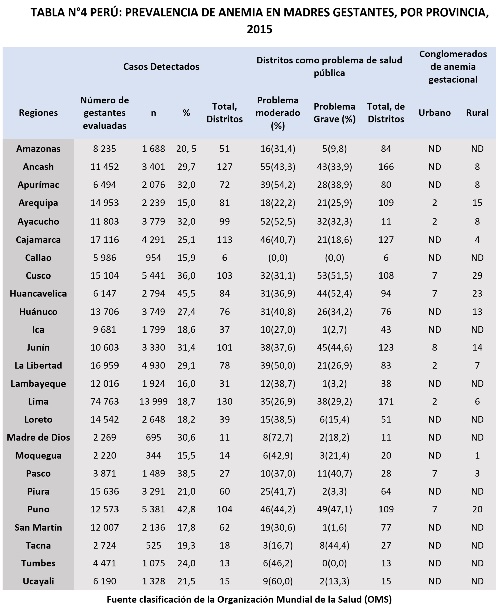 TABLA N°4 PERÚ: PREVALENCIA DE ANEMIA EN MADRES GESTANTES, POR PROVINCIA,
2015
Casos Detectados Distritos como problema de salud pública Conglomerados de anemia gestacional
Regiones Número de gestantes evaluadas n % Total, Distritos Problema moderado (%) Problema Grave (%) Total, de Distritos Urbano Rural
Amazonas 8 235 1 688 20, 5 51 16(31,4) 5(9,8) 84 ND ND
Ancash 11 452 3 401 29,7 127 55(43,3) 43(33,9) 166 ND 8
Apurímac 6 494 2 076 32,0 72 39(54,2) 28(38,9) 80 ND 8
Arequipa 14 953 2 239 15,0 81 18(22,2) 21(25,9) 109 2 15
Ayacucho 11 803 3 779 32,0 99 52(52,5) 32(32,3) 11 2 8
Cajamarca 17 116 4 291 25,1 113 46(40,7) 21(18,6) 127 ND 4
Callao 5 986 954 15,9 6 (0,0) (0,0) 6 ND ND
Cusco 15 104 5 441 36,0 103 32(31,1) 53(51,5) 108 7 29
Huancavelica 6 147 2 794 45,5 84 31(36,9) 44(52,4) 94 7 23
Huánuco 13 706 3 749 27,4 76 31(40,8) 26(34,2) 76 ND 13
Ica 9 681 1 799 18,6 37 10(27,0) 1(2,7) 43 ND ND
Junín 10 603 3 330 31,4 101 38(37,6) 45(44,6) 123 8 14
La Libertad 16 959 4 930 29,1 78 39(50,0) 21(26,9) 83 2 7
Lambayeque 12 016 1 924 16,0 31 12(38,7) 1(3,2) 38 ND ND
Lima 74 763 13 999 18,7 130 35(26,9) 38(29,2) 171 2 6
Loreto 14 542 2 648 18,2 39 15(38,5) 6(15,4) 51 ND ND
Madre de Dios 2 269 695 30,6 11 8(72,7) 2(18,2) 11 ND ND
Moquegua 2 220 344 15,5 14 6(42,9) 3(21,4) 20 ND 1
Pasco 3 871 1 489 38,5 27 10(37,0) 11(40,7) 28 7 3
Piura 15 636 3 291 21,0 60 25(41,7) 2(3,3) 64 ND ND
Puno 12 573 5 381 42,8 104 46(44,2) 49(47,1) 109 7 20
San Martín 12 007 2 136 17,8 62 19(30,6) 1(1,6) 77 ND ND
Tacna 2 724 525 19,3 18 3(16,7) 8(44,4) 27 ND ND
Tumbes 4 471 1 075 24,0 13 6(46,2) 0(0,0) 13 ND ND
Ucayali 6 190 1 328 21,5 15 9(60,0) 2(13,3) 15 ND ND
Fuente clasificación de la Organización Mundial de la Salud (OMS)